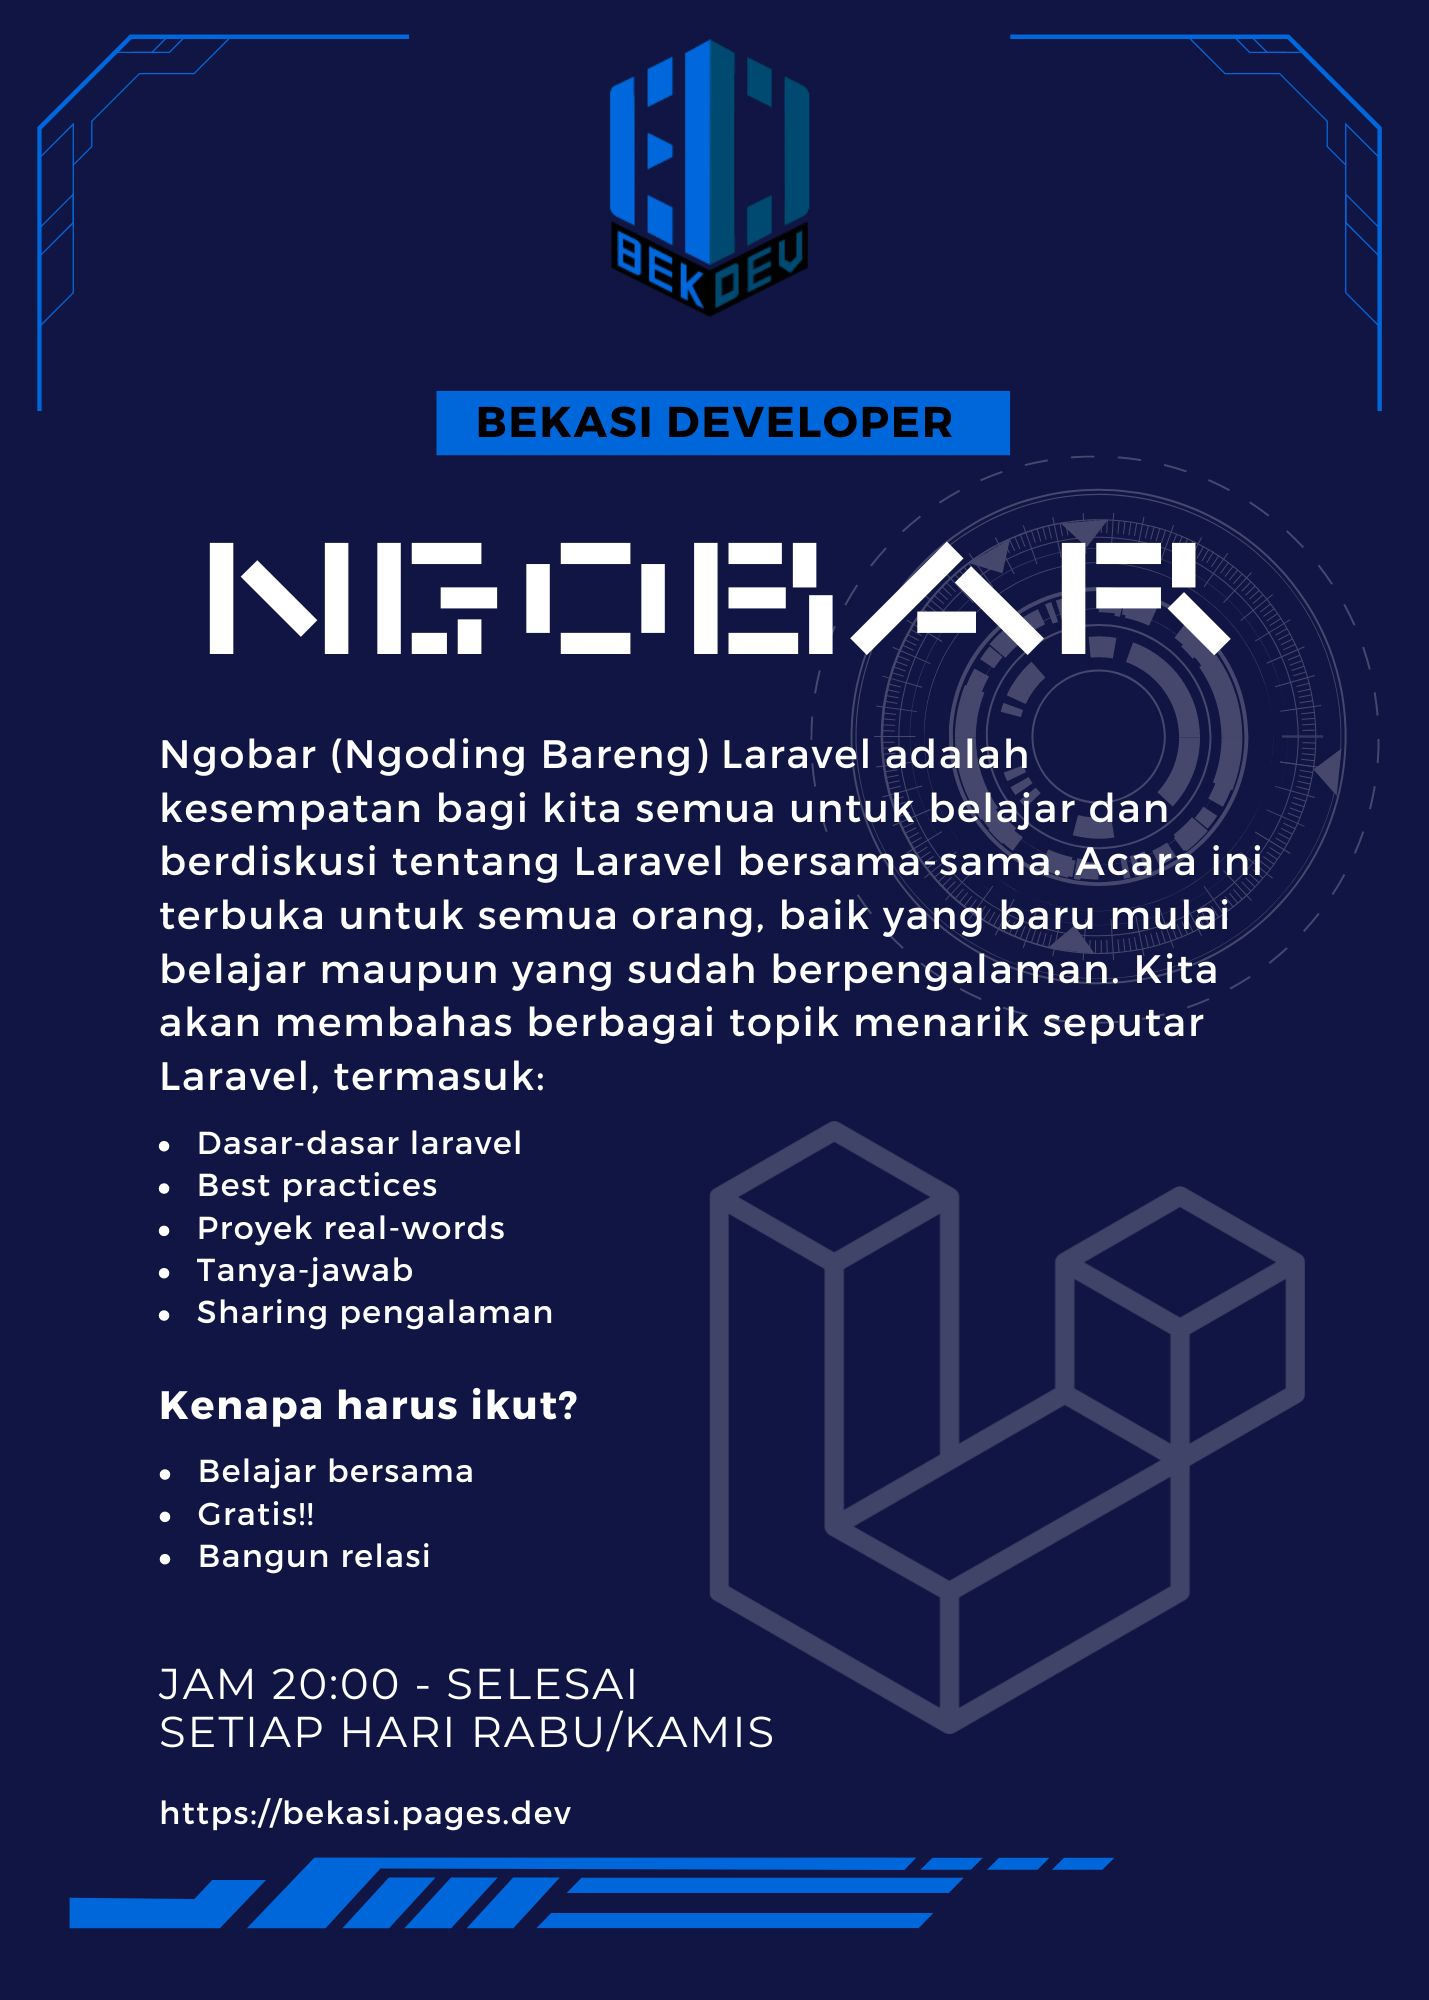 BEKDEV
BEKASI DEVELOPER
NGOBAR
Ngobar (Ngoding Bareng) Laravel adalah
kesempatan bagi kita semua untuk belajar dan
berdiskusi tentang Laravel bersama-sama. Acara ini
terbuka untuk semua orang, baik yang baru mulai
belajar maupun yang sudah berpengalaman. Kita
akan membahas berbagai topik menarik seputar
Laravel, termasuk:
• Dasar-dasar laravel
• Best practices
• Proyek real-words
• Tanya-jawab
• Sharing pengalaman
Kenapa harus ikut?
• Belajar bersama
• Gratis!!
• Bangun relasi
JAM 20:00 - SELESAI
SETIAP HARI RABU/KAMIS
https://bekasi.pages.dev